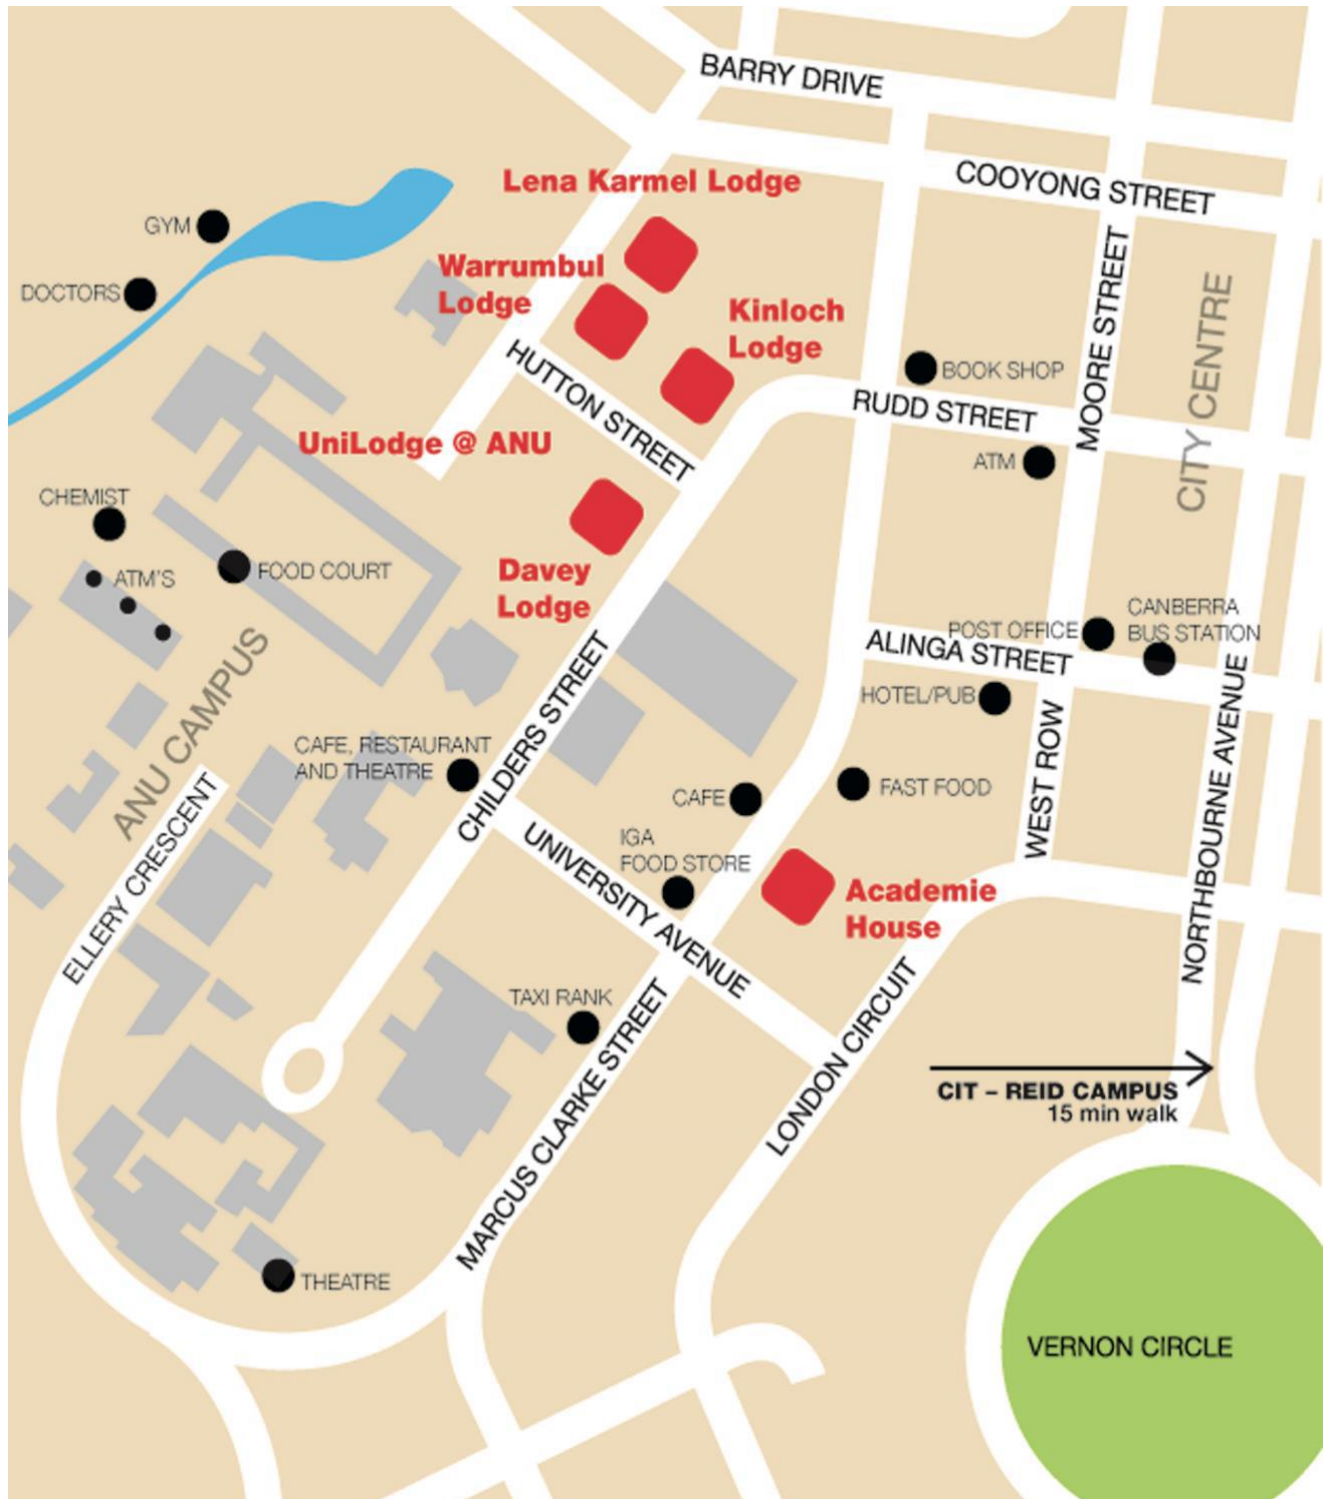 BARRY DRIVE
COOYONG STREET
Lena Karmel Lodge
GYM
Warrumbul
Lodge
DOCTORS
Kinloch
Lodge
MOORE STREET
CITY CENTRE
HUTTON STREET
BOOK SHOP
RUDD STREET
UniLodge @ ANU
ATM
CHEMIST
FOOD COURT
ATM'S
Davey
Lodge
CANBERRA
BUS STATION
POST OFFICE
ALINGA STREET
ANU CAMPUS
HOTEL/PUB
CHILDERS STREET
CAFE, RESTAURANT
AND THEATRE
WEST ROW
NORTHBOURNE AVENUE
CAFE
FAST FOOD
ELLERY CRESCENT
IGA
FOOD STORE
UNIVERSITY AVENUE
Academie
House
TAXI RANK
MARCUS CLARKE STREET
LONDON CIRCUIT
CIT – REID CAMPUS
15 min walk
THEATRE
VERNON CIRCLE